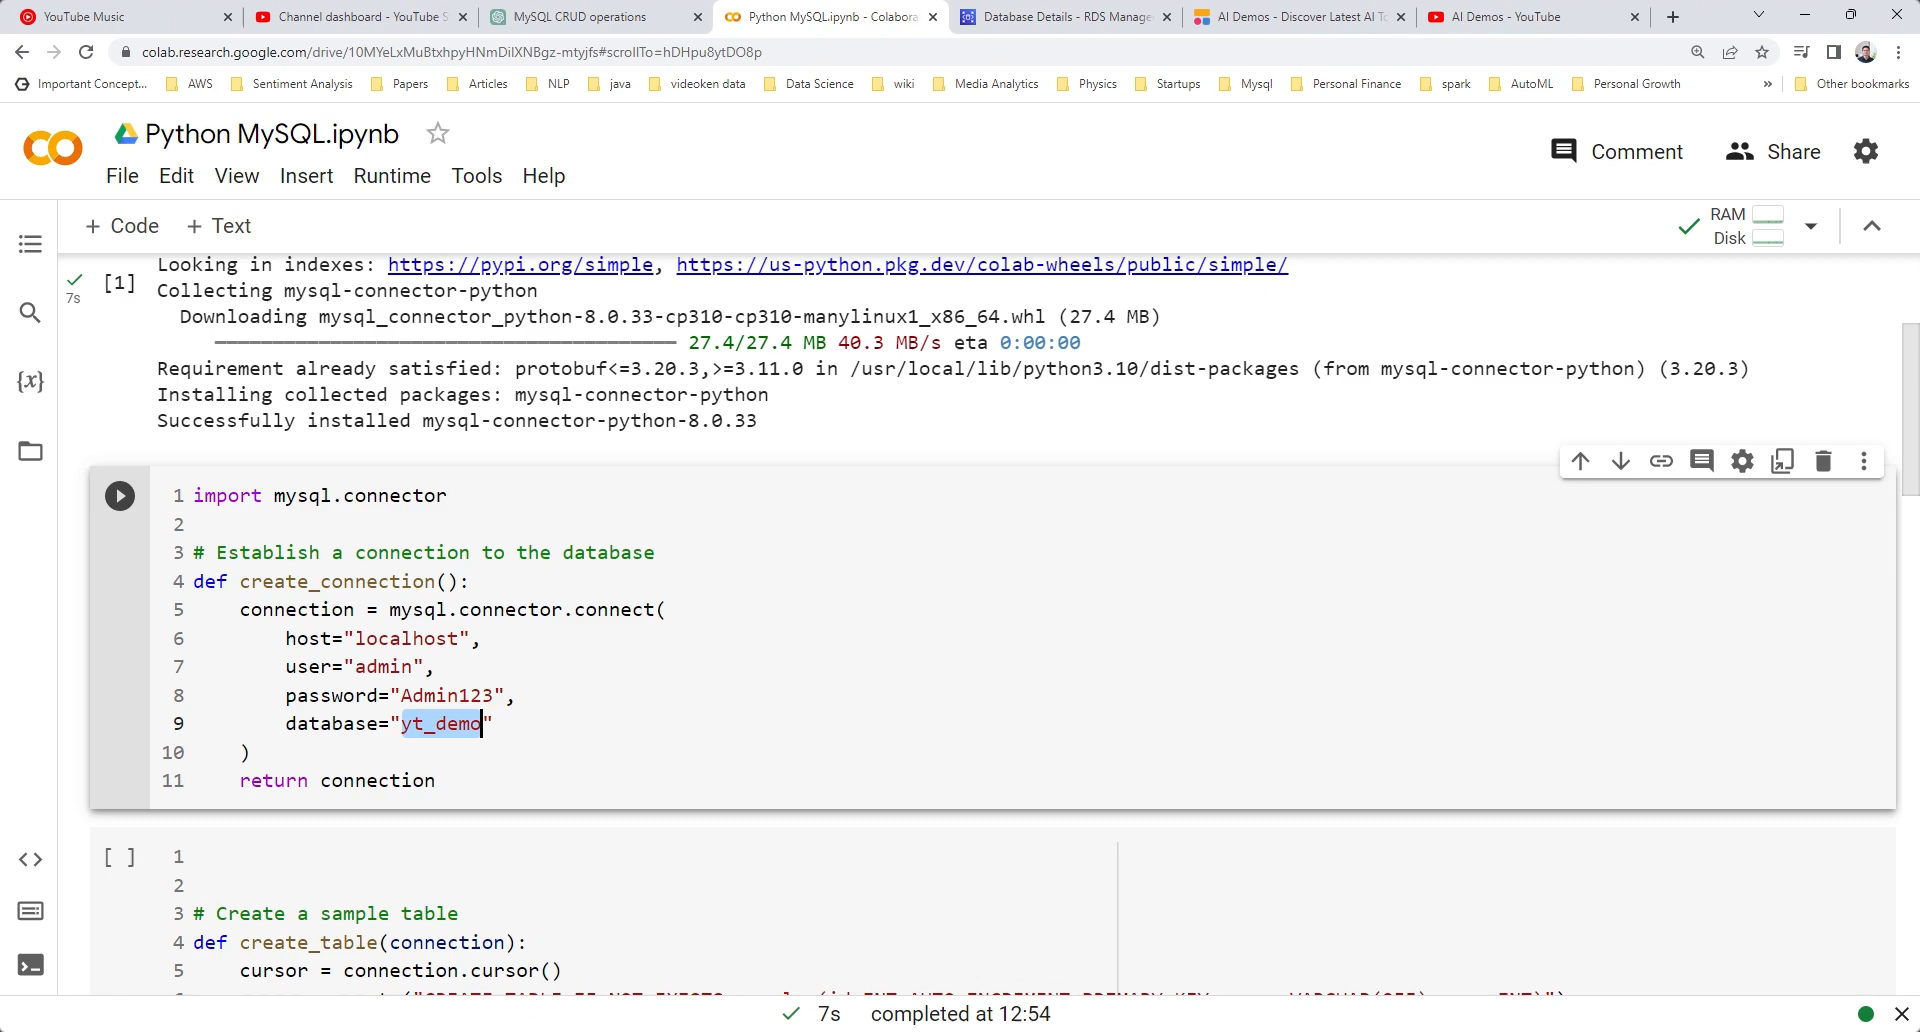 YouTube Music
Channel dashboard - YouTube S
MySQL CRUD operations
Python MySQL.ipynb - Colabora
Database Details - RDS Manage
AI Demos - Discover Latest AI To
AI Demos - YouTube
colab.research.google.com/drive/10MYeLxMuBtxhpyHNmDilXNBgz-mtyjfs#scrollTo=hDHpu8ytDO8p
Important Concept...
AWS
Sentiment Analysis
Papers
Articles
NLP
java
videoken data
Data Science
wiki
Media Analytics
Physics
Startups
Mysql
Personal Finance
spark
AutoML
Personal Growth
»
Other bookmarks
Python MySQL.ipynb
File Edit View Insert Runtime Tools Help
Comment
Share
+ Code + Text
RAM
Disk
Looking in indexes: https://pypi.org/simple, https://us-python.pkg.dev/colab-wheels/public/simple/
[1]
7s
Collecting mysql-connector-python
Downloading mysql_connector_python-8.0.33-cp310-cp310-manylinux1_x86_64.whl (27.4 MB)
27.4/27.4 MB 40.3 MB/s eta 0:00:00
Requirement already satisfied: protobuf<=3.20.3,>=3.11.0 in /usr/local/lib/python3.10/dist-packages (from mysql-connector-python) (3.20.3)
Installing collected packages: mysql-connector-python
Successfully installed mysql-connector-python-8.0.33
{x}
1 import mysql.connector
2
3 # Establish a connection to the database
4 def create_connection():
5     connection = mysql.connector.connect(
6         host="localhost",
7         user="admin",
8         password="Admin123",
9         database="yt_demo"
10     )
11     return connection
[ ] 1
2
3 # Create a sample table
4 def create_table(connection):
5     cursor = connection.cursor()
7s completed at 12:54